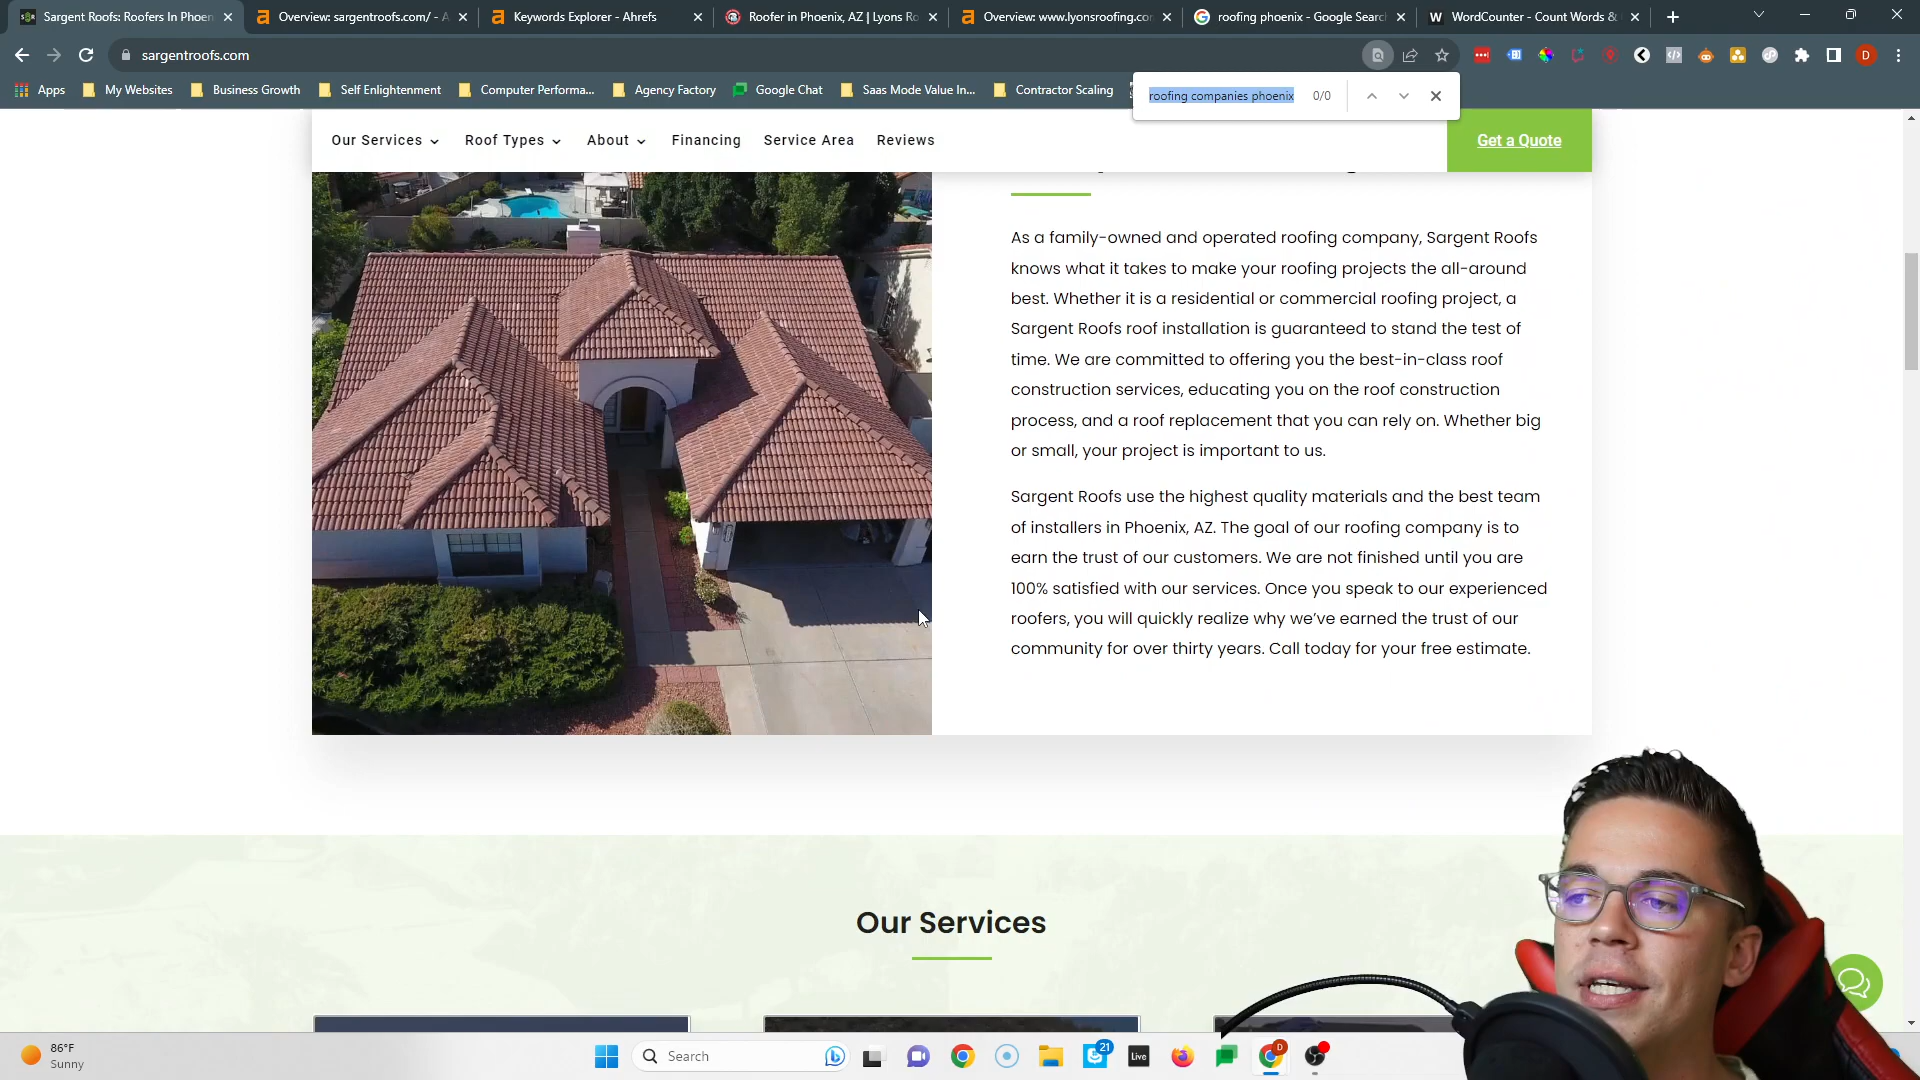 Sargent Roofs: Roofers In Phoen
Overview: sargentroofs.com/ - A
Keywords Explorer - Ahrefs
Roofer in Phoenix, AZ | Lyons Ro
Overview: www.lyonsroofing.co
roofing phoenix - Google Searc
WordCounter - Count Words &
sargentroofs.com
Apps
My Websites
Business Growth
Self Enlightenment
Computer Performa...
Agency Factory
Google Chat
Saas Mode Value In...
Contractor Scaling
roofing companies phoenix
0/0
Our Services
Roof Types
About
Financing
Service Area
Reviews
Get a Quote
As a family-owned and operated roofing company, Sargent Roofs
knows what it takes to make your roofing projects the all-around
best. Whether it is a residential or commercial roofing project, a
Sargent Roofs roof installation is guaranteed to stand the test of
time. We are committed to offering you the best-in-class roof
construction services, educating you on the roof construction
process, and a roof replacement that you can rely on. Whether big
or small, your project is important to us.
Sargent Roofs use the highest quality materials and the best team
of installers in Phoenix, AZ. The goal of our roofing company is to
earn the trust of our customers. We are not finished until you are
100% satisfied with our services. Once you speak to our experienced
roofers, you will quickly realize why we've earned the trust of our
community for over thirty years. Call today for your free estimate.
Our Services
86°F
Sunny
Search
21
Live
D
D